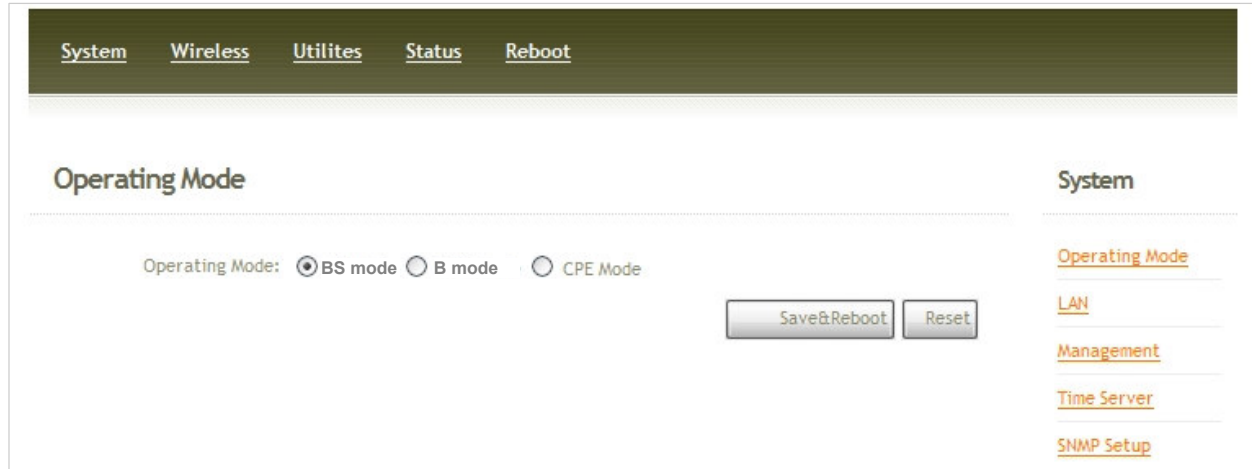 System Wireless Utilites Status Reboot
Operating Mode
Operating Mode: BS mode B mode CPE Mode
Save&Reboot Reset
System
Operating Mode
LAN
Management
Time Server
SNMP Setup